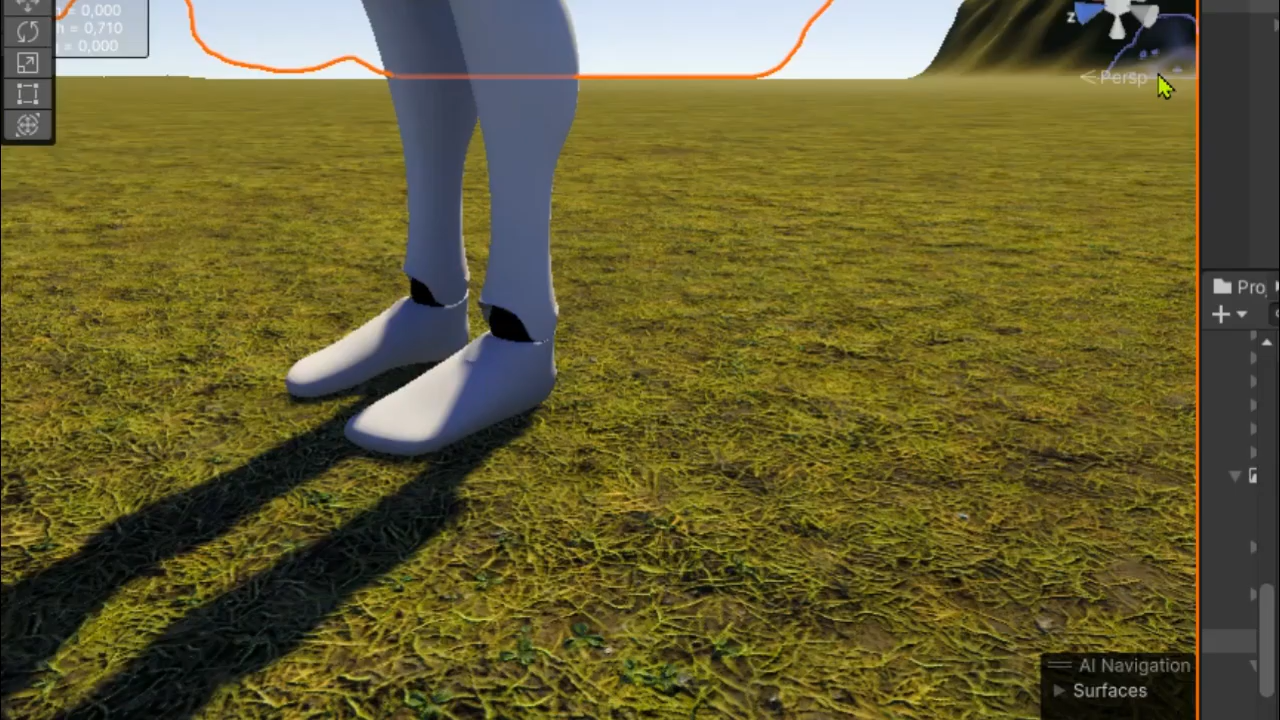 h = 0,000
h = 0,710
= 0,000
z
Persp
Pro
AI Navigation
Surfaces